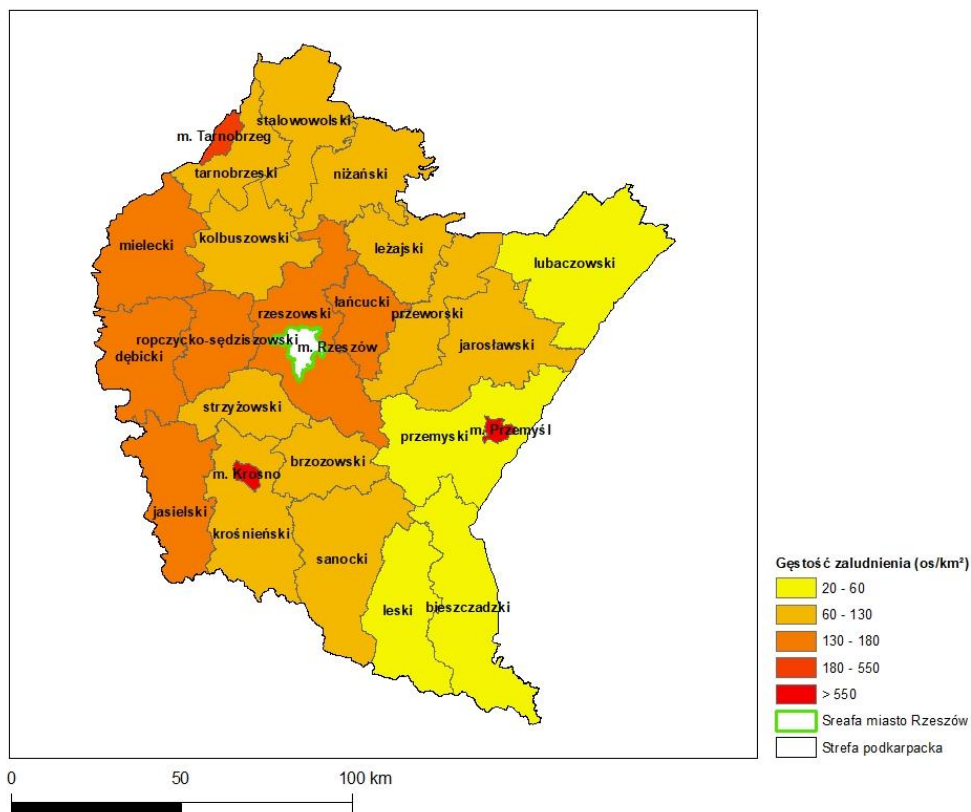 stalowowolski
m. Tarnobrzeg
tarnobrzeski
niżański
mielecki
kolbuszowski
leżajski
lubaczowski
łańcucki
rzeszowski
przeworski
ropczycko-sędziszowski
m. Rzeszów
jarosławski
dębicki
strzyżowski
przemyski
m. Przemyśl
brzozowski
m. Krosno
jasielski
krośnieński
sanocki
leski
bieszczadzki
Gęstość zaludnienia (os/km²)
20 - 60
60 - 130
130 - 180
180 - 550
> 550
Sreafa miasto Rzeszów
Strefa podkarpacka
0 50 100 km